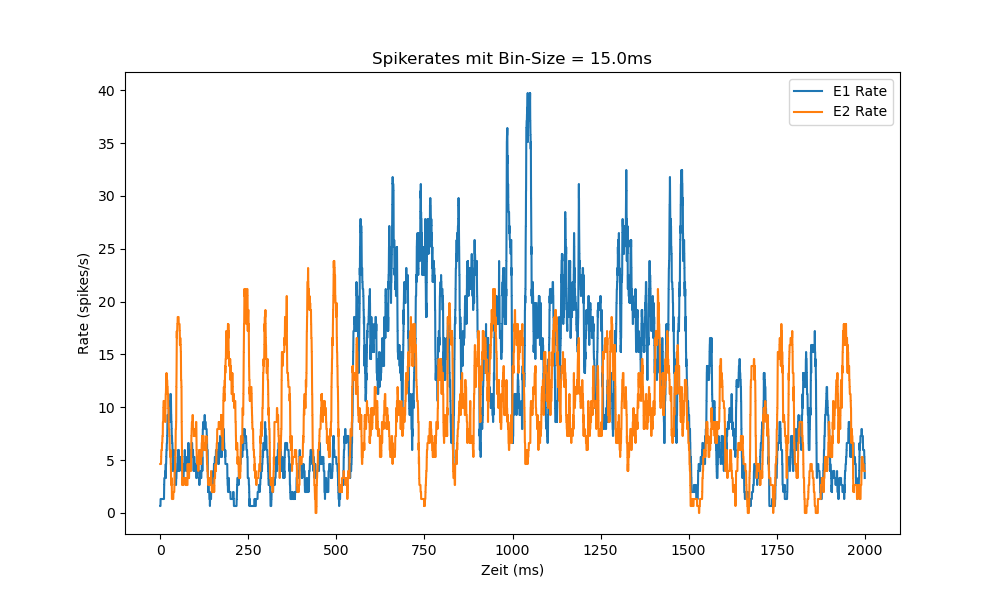 Spikerates mit Bin-Size = 15.0ms
E1 Rate
E2 Rate
Rate (spikes/s)
40
35
30
25
20
15
10
5
0
0 250 500 750 1000 1250 1500 1750 2000
Zeit (ms)